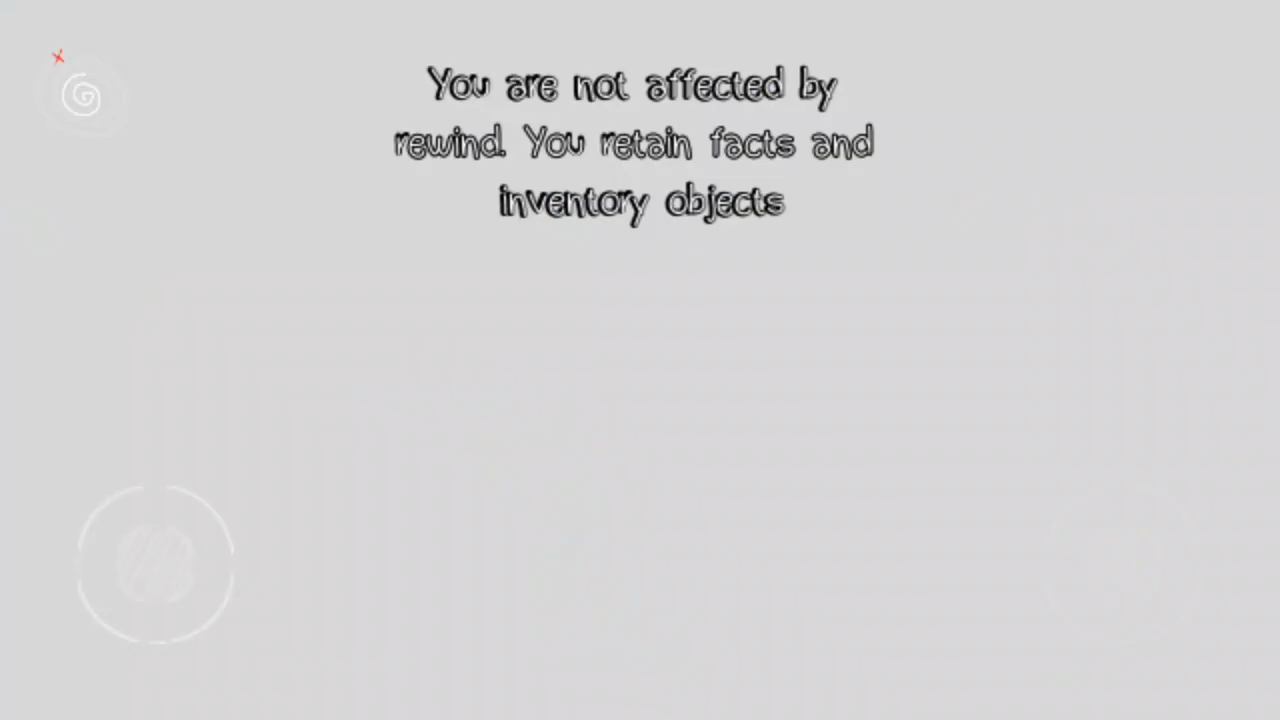 You are not affected by
rewind. You retain facts and
inventory objects